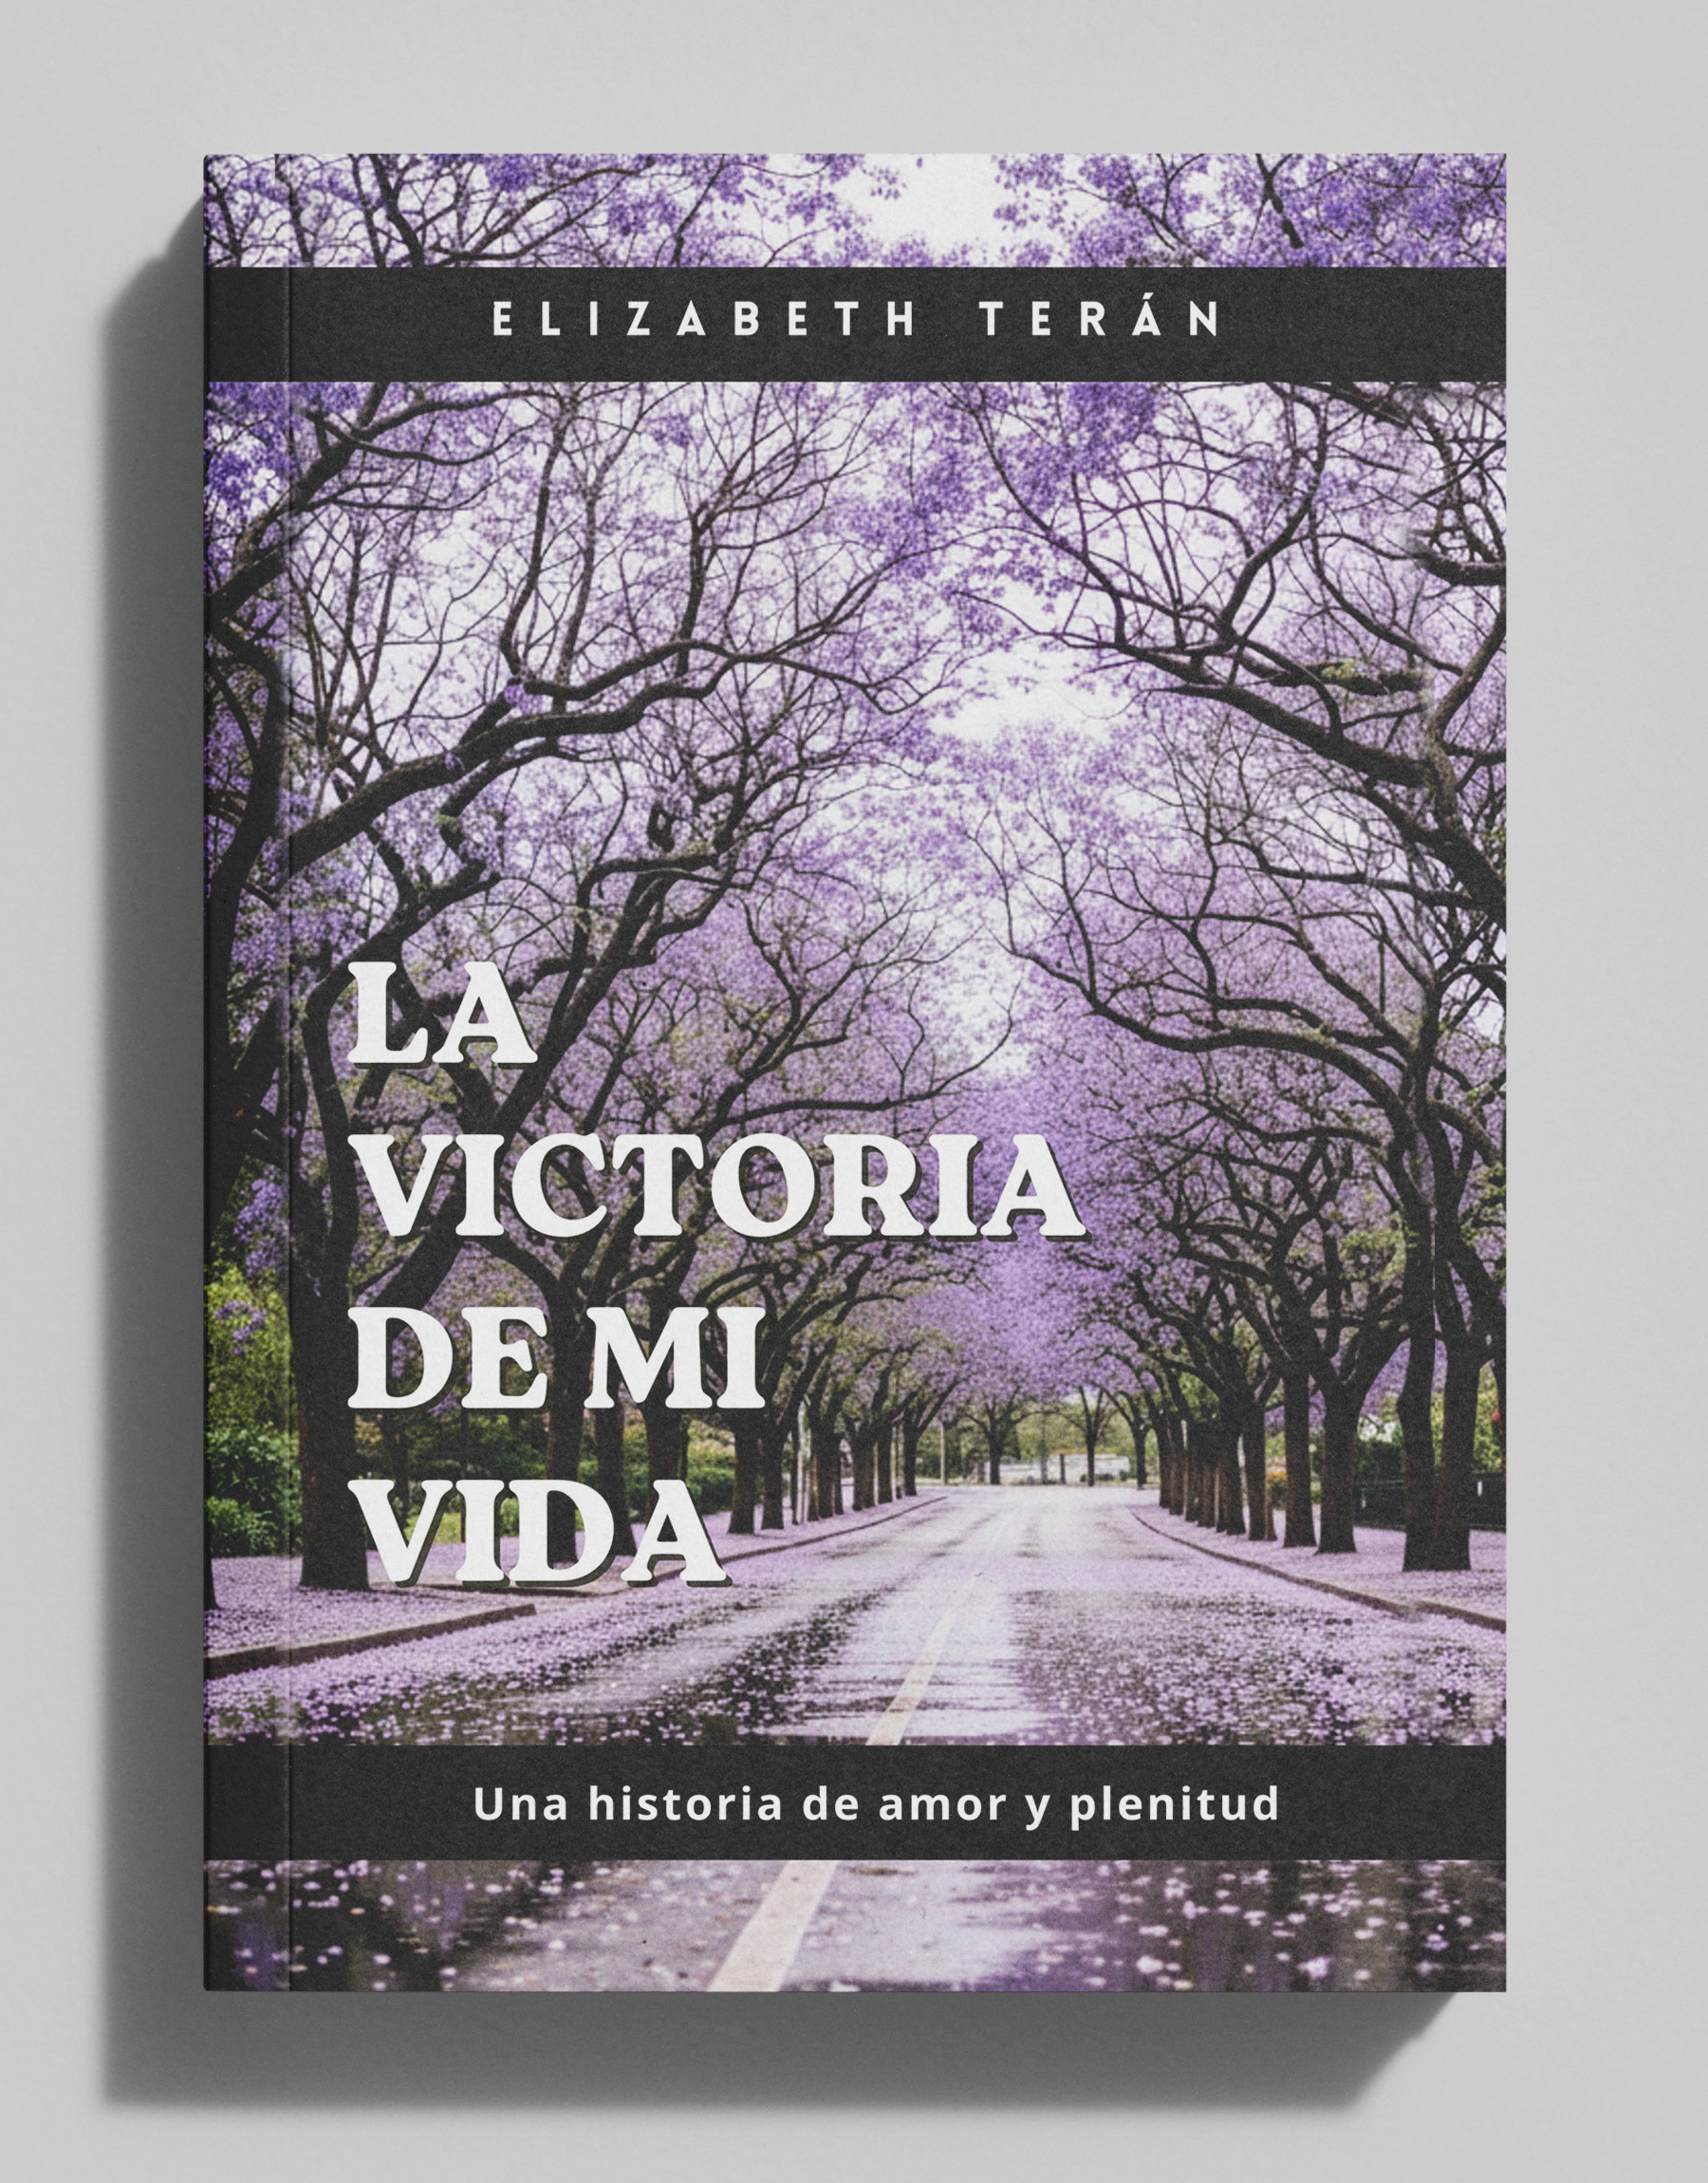 ELIZABETH TERÁN
LA
VICTORIA
DE MI
VIDA
Una historia de amor y plenitud